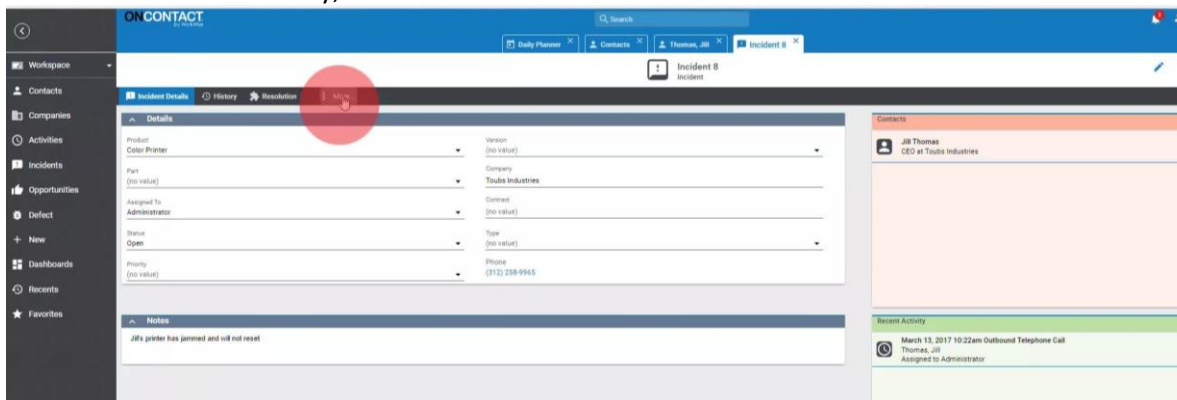 ONCONTACT
by WorkWise
Search
Daily Planner
Contacts
Thomas, Jill
Incident 8
Workspace
Incident 8
Incident
Contacts
Incident Details
History
Resolution
More
Companies
Details
Contacts
Activities
Product
Color Printer
Version
(no value)
Jill Thomas
CEO at Toubs Industries
Incidents
Part
(no value)
Company
Toubs Industries
Opportunities
Assigned To
Administrator
Contract
(no value)
Defect
Status
Open
Type
(no value)
New
Dashboards
Priority
(no value)
Phone
(312) 258-9965
Recents
Favorites
Notes
Recent Activity
Jill's printer has jammed and will not reset
March 13, 2017 10:22am Outbound Telephone Call
Thomas, Jill
Assigned to Administrator